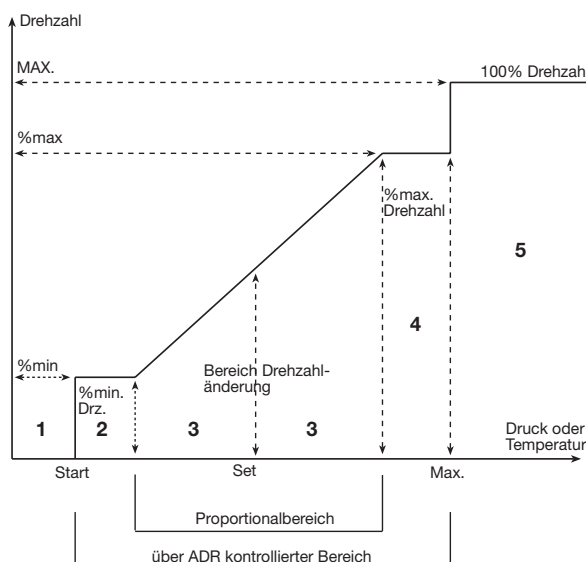 Drehzahl
MAX.
100% Drehzah
%max
%max.
Drehzahl
5
4
%min
Bereich Drehzahl-
änderung
%min.
Drz.
1
2
3
3
Druck oder
Temperatur
Start
Set
Max.
Proportionalbereich
über ADR kontrollierter Bereich